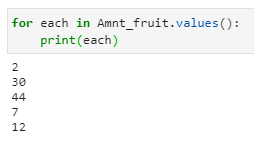 for each in Amnt_fruit.values():
    print(each)
2
30
44
7
12